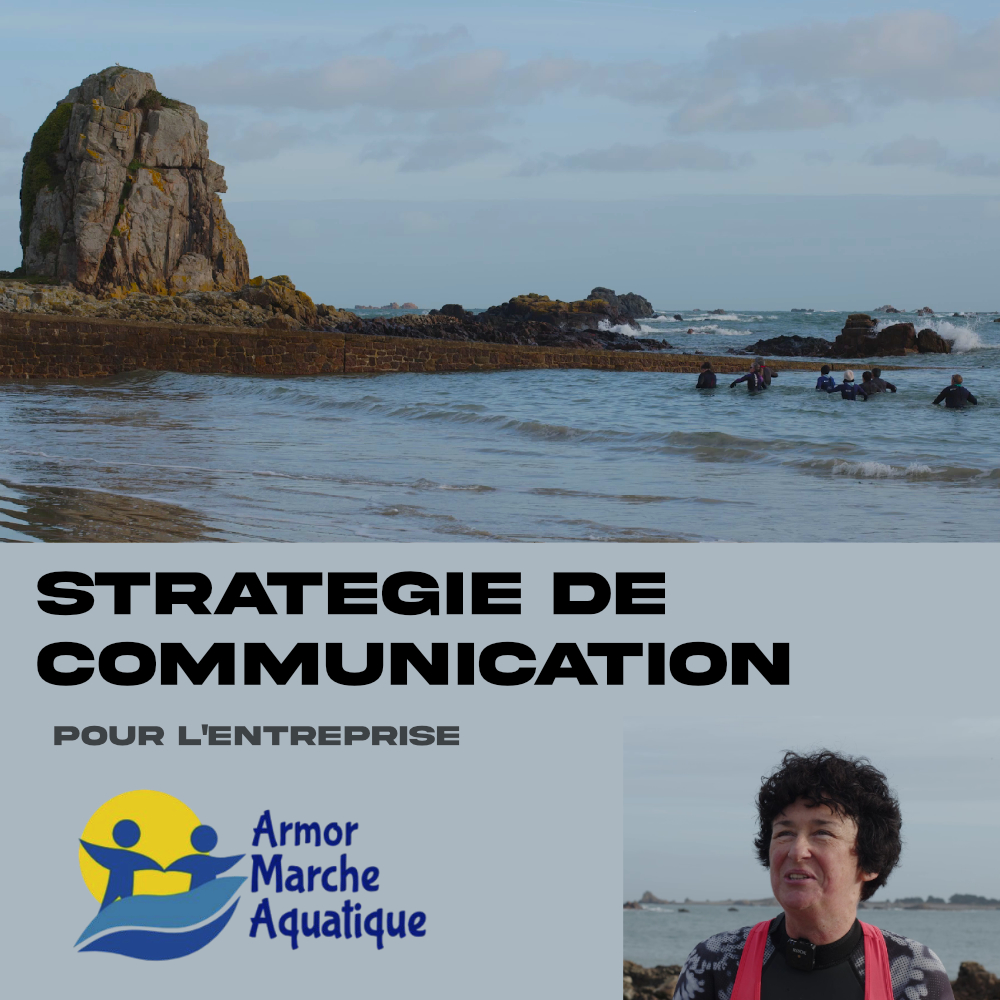 STRATEGIE DE
COMMUNICATION
POUR L'ENTREPRISE
Armor
Marche
Aquatique